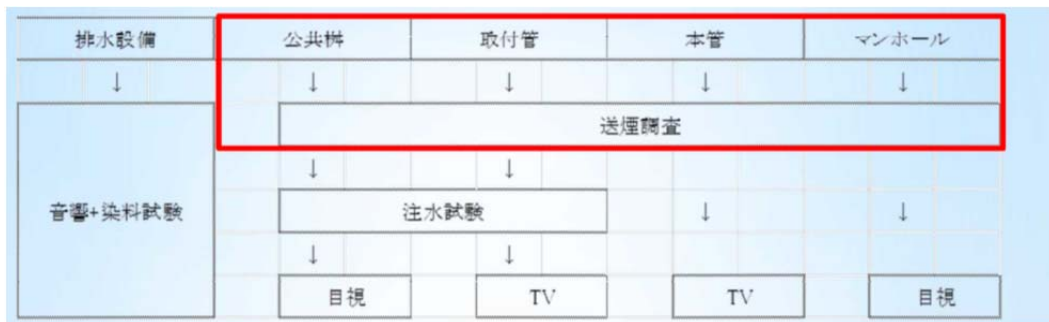 排水設備 公共桝 取付管 本管 マンホール
↓ ↓ ↓ ↓ ↓
送煙調査
↓ ↓
音響+染料試験 注水試験 ↓ ↓
↓ ↓
目視 TV TV 目視